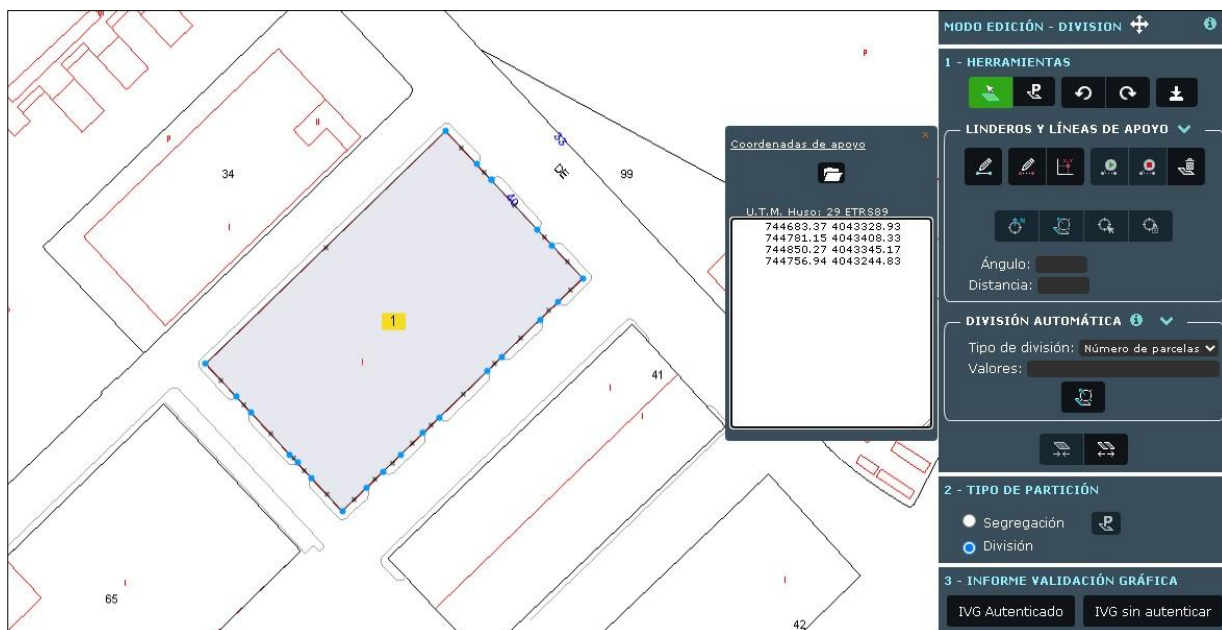 MODO EDICIÓN - DIVISION
1 - HERRAMIENTAS
P
LINDEROS Y LÍNEAS DE APOYO
X,Y
N
Ángulo:
Distancia:
DIVISIÓN AUTOMÁTICA
Tipo de división: Número de parcelas
Valores:
2 - TIPO DE PARTICIÓN
Segregación
P
División
3 - INFORME VALIDACIÓN GRÁFICA
IVG Autenticado
IVG sin autenticar
Coordenadas de apoyo
U.T.M. Huso: 29 ETRS89
744683.37 4043328.93
744781.15 4043408.33
744850.27 4043345.17
744756.94 4043244.83
P
II
34
I
P
99
DE
40
1
I
41
I
I
65
I
I
42